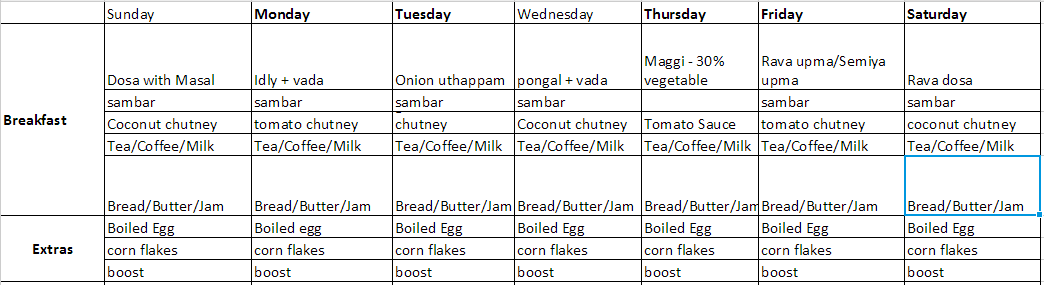 Sunday Monday Tuesday Wednesday Thursday Friday Saturday
Maggi - 30% Rava upma/Semiya
Dosa with Masal Idly + vada Onion uthappam pongal + vada vegetable upma Rava dosa
sambar sambar sambar sambar sambar sambar
Breakfast Coconut chutney tomato chutney chutney Coconut chutney Tomato Sauce tomato chutney coconut chutney
Tea/Coffee/Milk Tea/Coffee/Milk Tea/Coffee/Milk Tea/Coffee/Milk Tea/Coffee/Milk Tea/Coffee/Milk Tea/Coffee/Milk
Bread/Butter/Jam Bread/Butter/Jam Bread/Butter/Jam Bread/Butter/Jam Bread/Butter/Jam Bread/Butter/Jam Bread/Butter/Jam
Boiled Egg Boiled egg Boiled Egg Boiled Egg Boiled Egg Boiled Egg Boiled Egg
Extras corn flakes corn flakes corn flakes corn flakes corn flakes corn flakes corn flakes
boost boost boost boost boost boost boost